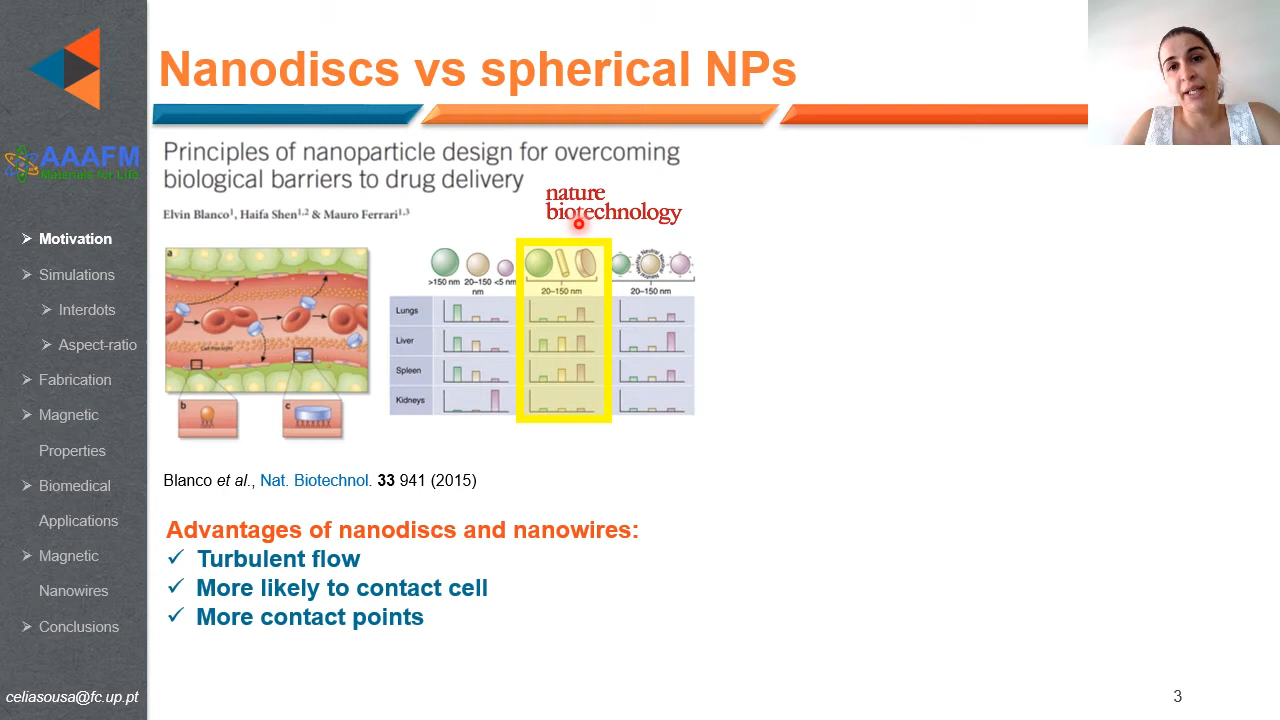 Nanodiscs vs spherical NPs
AAAFM
Materials for Life
Motivation
Simulations
Interdots
Aspect-ratio
Fabrication
Magnetic
Properties
Biomedical
Applications
Magnetic
Nanowires
Conclusions
celiasousa@fc.up.pt
Principles of nanoparticle design for overcoming
biological barriers to drug delivery
Elvin Blanco1, Haifa Shen1,2 & Mauro Ferrari1,3
nature
biotechnology
a
b
c
>150 nm 20–150 <5 nm
nm
20–150 nm
Neutral Neutral Neutral
20–150 nm
Lungs
Liver
Spleen
Kidneys
Blanco et al., Nat. Biotechnol. 33 941 (2015)
Advantages of nanodiscs and nanowires:
✓ Turbulent flow
✓ More likely to contact cell
✓ More contact points
3